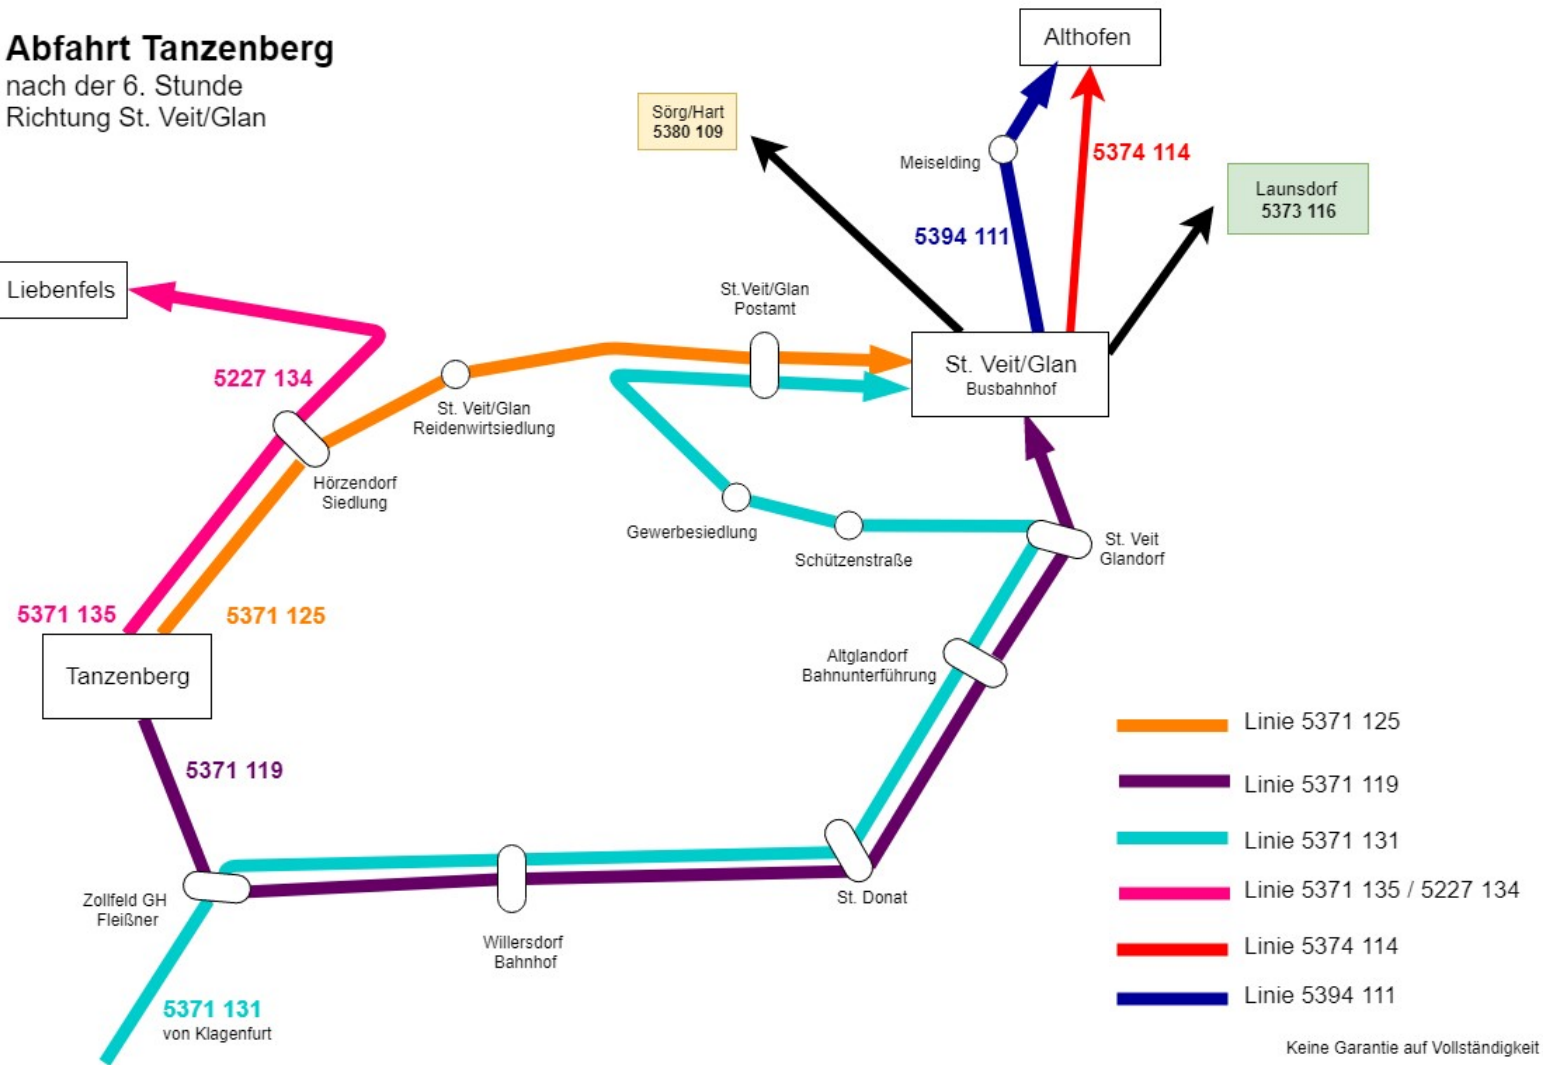 Abfahrt Tanzenberg
nach der 6. Stunde
Richtung St. Veit/Glan
Althofen
Sörg/Hart
5380 109
Meiselding
5374 114
Launsdorf
5373 116
5394 111
Liebenfels
St.Veit/Glan
Postamt
St. Veit/Glan
Busbahnhof
5227 134
St. Veit/Glan
Reidenwirtsiedlung
Hörzendorf
Siedlung
Gewerbesiedlung
Schützenstraße
St. Veit
Glandorf
5371 135
5371 125
Tanzenberg
Altglandorf
Bahnunterführung
5371 119
Zollfeld GH
Fleißner
Willersdorf
Bahnhof
St. Donat
5371 131
von Klagenfurt
Linie 5371 125
Linie 5371 119
Linie 5371 131
Linie 5371 135 / 5227 134
Linie 5374 114
Linie 5394 111
Keine Garantie auf Vollständigkeit